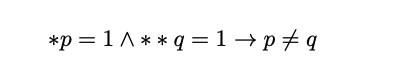 ∗p = 1 ∧ ∗ ∗ q = 1 → p ≠ q